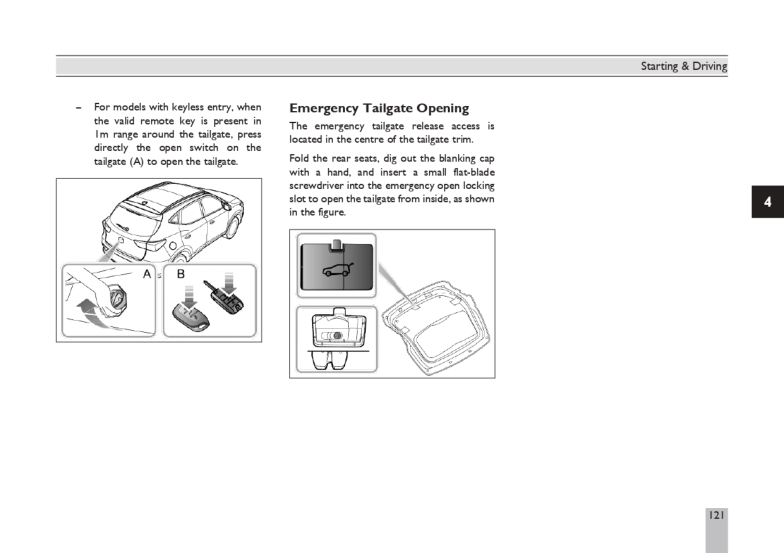 Starting & Driving
– For models with keyless entry, when
the valid remote key is present in
1m range around the tailgate, press
directly the open switch on the
tailgate (A) to open the tailgate.
A
B
Emergency Tailgate Opening
The emergency tailgate release access is
located in the centre of the tailgate trim.
Fold the rear seats, dig out the blanking cap
with a hand, and insert a small flat-blade
screwdriver into the emergency open locking
slot to open the tailgate from inside, as shown
in the figure.
4
121